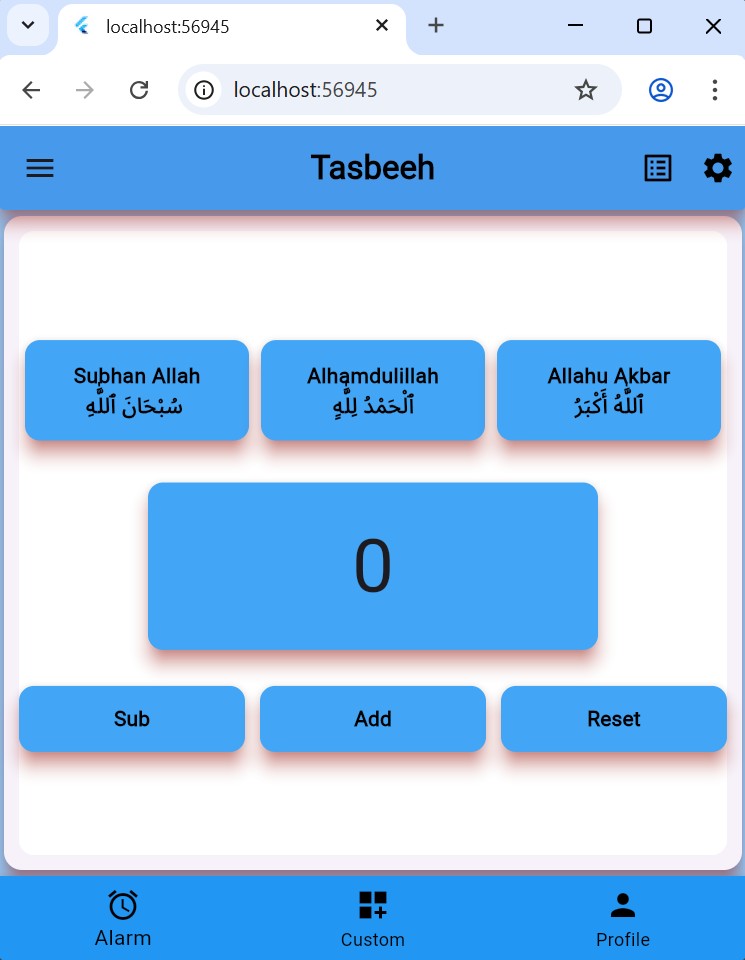 localhost:56945
localhost:56945
Tasbeeh
Subhan Allah
سُبْحَانَ ٱللَّٰهِ
Alhamdulillah
ٱلْحَمْدُ لِلَّٰهِ
Allahu Akbar
ٱللَّٰهُ أَكْبَرُ
0
Sub
Add
Reset
Alarm
Custom
Profile